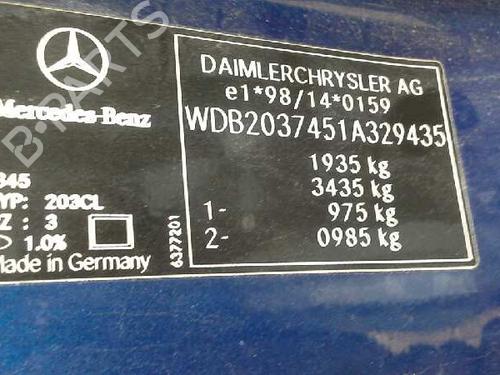 Mercedes-Benz
DAIMLERCHRYSLER AG
e1*98/14*0159
WDB2037451A329435
1935 kg
3435 kg
1- 975 kg
2- 0985 kg
345
YP: 203CL
Z : 3
1.0%
Made in Germany
6377201
B-PARTS